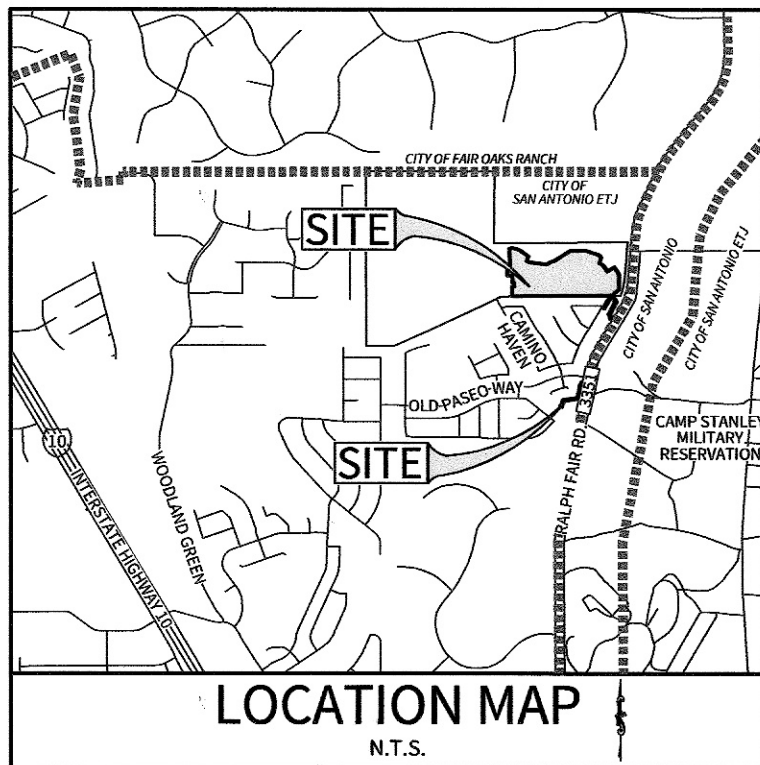 CITY OF FAIR OAKS RANCH
CITY OF
SAN ANTONIO ETJ
SITE
CITY OF SAN ANTONIO
CITY OF SAN ANTONIO ETJ
CAMINO
HAVEN
OLD PASEO WAY
3351
CAMP STANLEY
MILITARY
RESERVATION
SITE
RALPH FAIR RD.
10
INTERSTATE HIGHWAY 10
WOODLAND GREEN
LOCATION MAP
N.T.S.